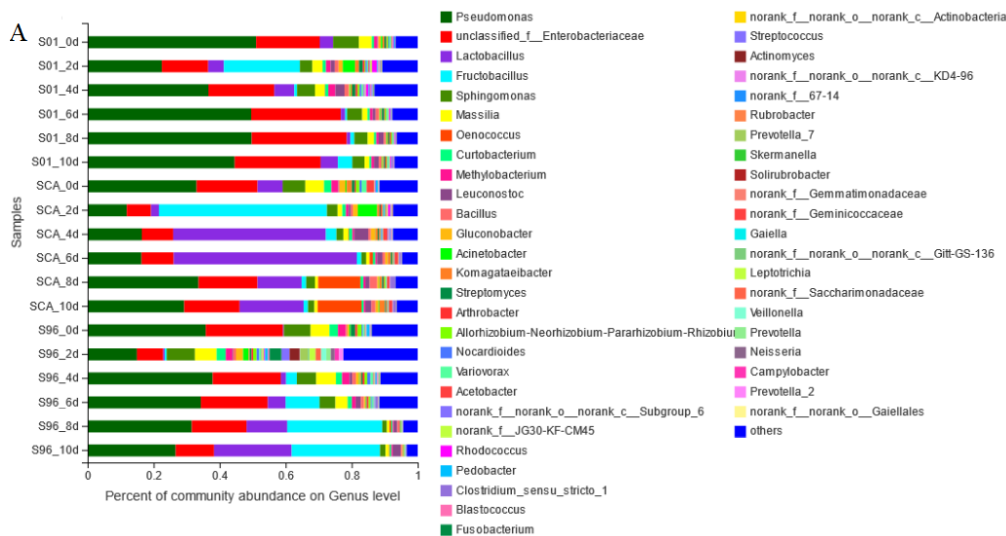 A
Samples
S01_0d
S01_2d
S01_4d
S01_6d
S01_8d
S01_10d
SCA_0d
SCA_2d
SCA_4d
SCA_6d
SCA_8d
SCA_10d
S96_0d
S96_2d
S96_4d
S96_6d
S96_8d
S96_10d
0 0.2 0.4 0.6 0.8 1
Percent of community abundance on Genus level
Pseudomonas
unclassified_f__Enterobacteriaceae
Lactobacillus
Fructobacillus
Sphingomonas
Massilia
Oenococcus
Curtobacterium
Methylobacterium
Leuconostoc
Bacillus
Gluconobacter
Acinetobacter
Komagataeibacter
Streptomyces
Arthrobacter
Allorhizobium-Neorhizobium-Pararhizobium-Rhizobium
Nocardioides
Variovorax
Acetobacter
norank_f__norank_o__norank_c__Subgroup_6
norank_f__JG30-KF-CM45
Rhodococcus
Pedobacter
Clostridium_sensu_stricto_1
Blastococcus
Fusobacterium
norank_f__norank_o__norank_c__Actinobacteria
Streptococcus
Actinomyces
norank_f__norank_o__norank_c__KD4-96
norank_f__67-14
Rubrobacter
Prevotella_7
Skermanella
Solirubrobacter
norank_f__Gemmatimonadaceae
norank_f__Geminicoccaceae
Gaiella
norank_f__norank_o__norank_c__Gitt-GS-136
Leptotrichia
norank_f__Saccharimonadaceae
Veillonella
Prevotella
Neisseria
Campylobacter
Prevotella_2
norank_f__norank_o__Gaiellales
others